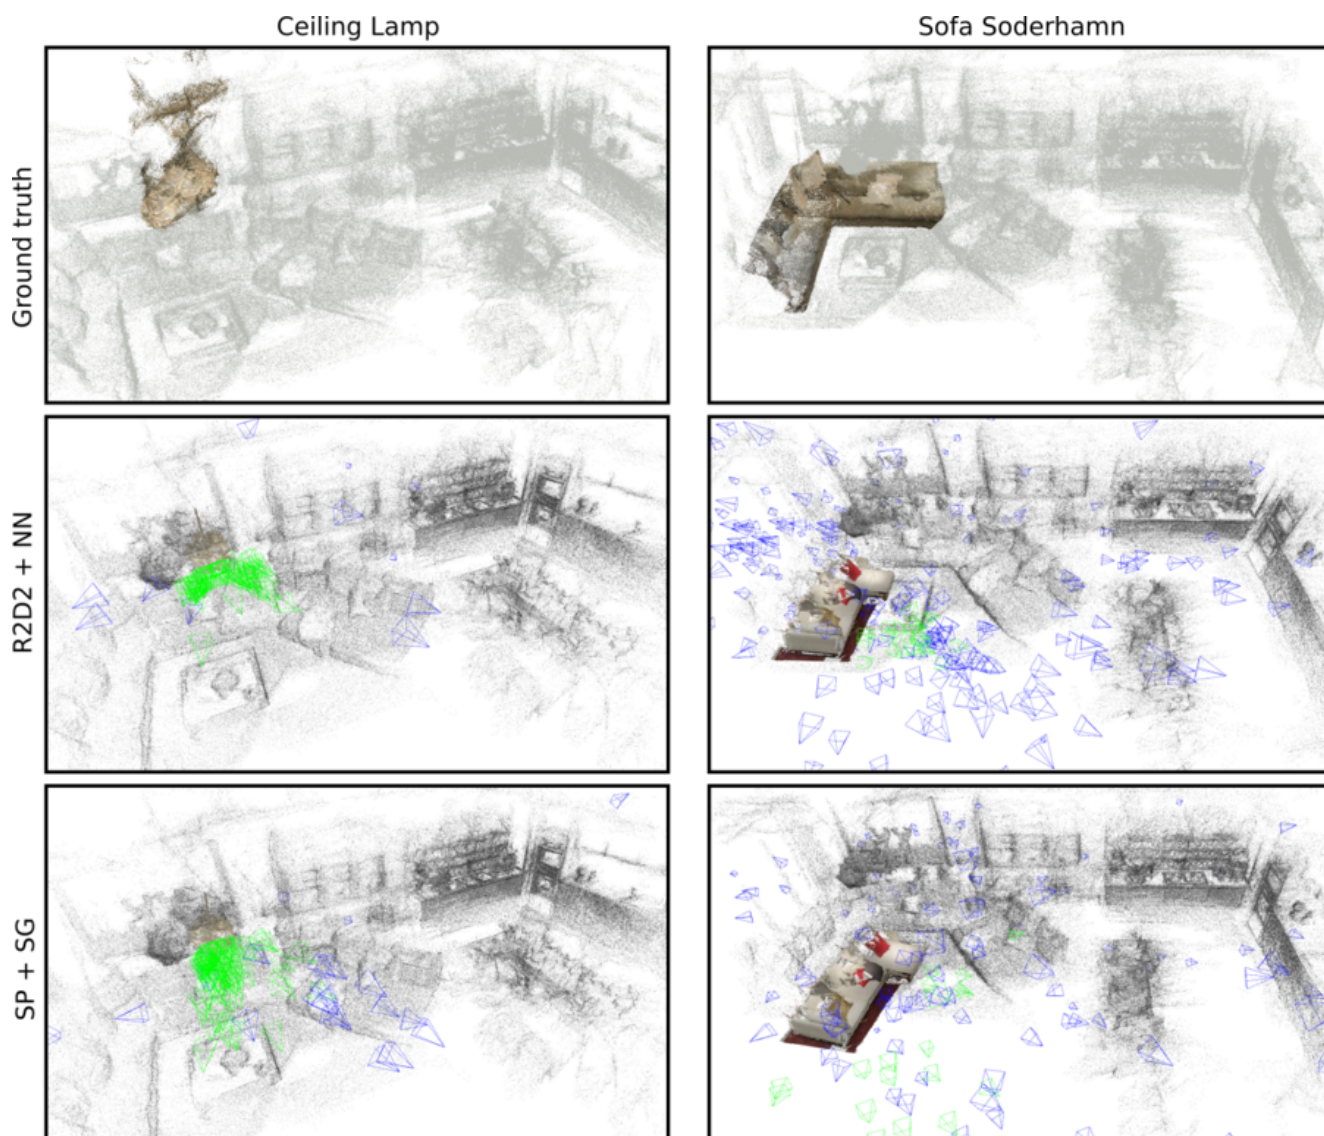 Ceiling Lamp
Sofa Soderhamn
Ground truth
R2D2 + NN
SP + SG